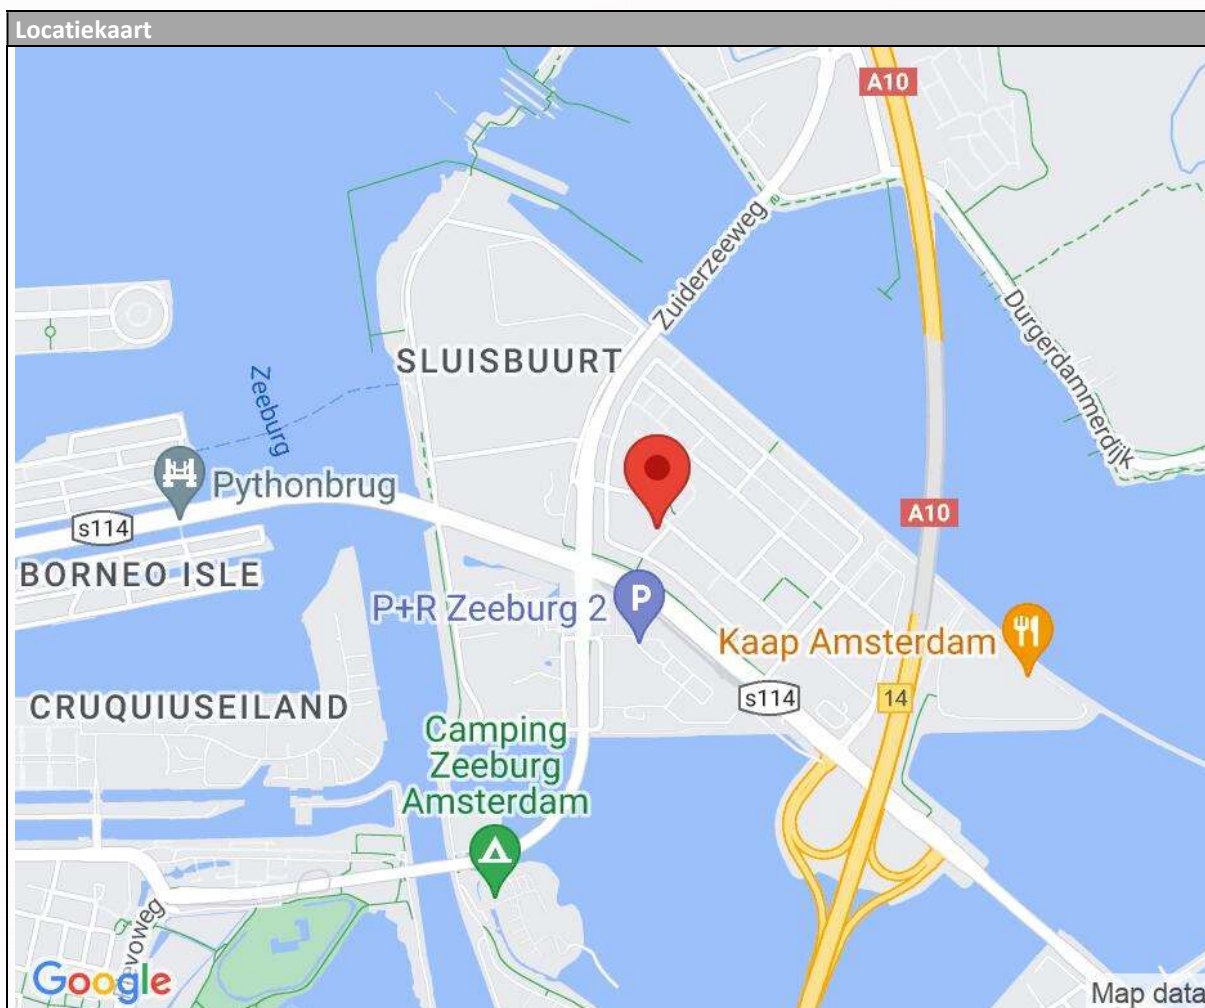 Locatiekaart
A10
Zuiderzeeweg
Durgerdammerdijk
SLUISBUURT
Zeeburg
Pythonbrug
s114
A10
BORNEO ISLE
P+R Zeeburg 2
P
Kaap Amsterdam
s114
14
CRUQUIUSEILAND
Camping
Zeeburg
Amsterdam
evoweg
Google
Map data